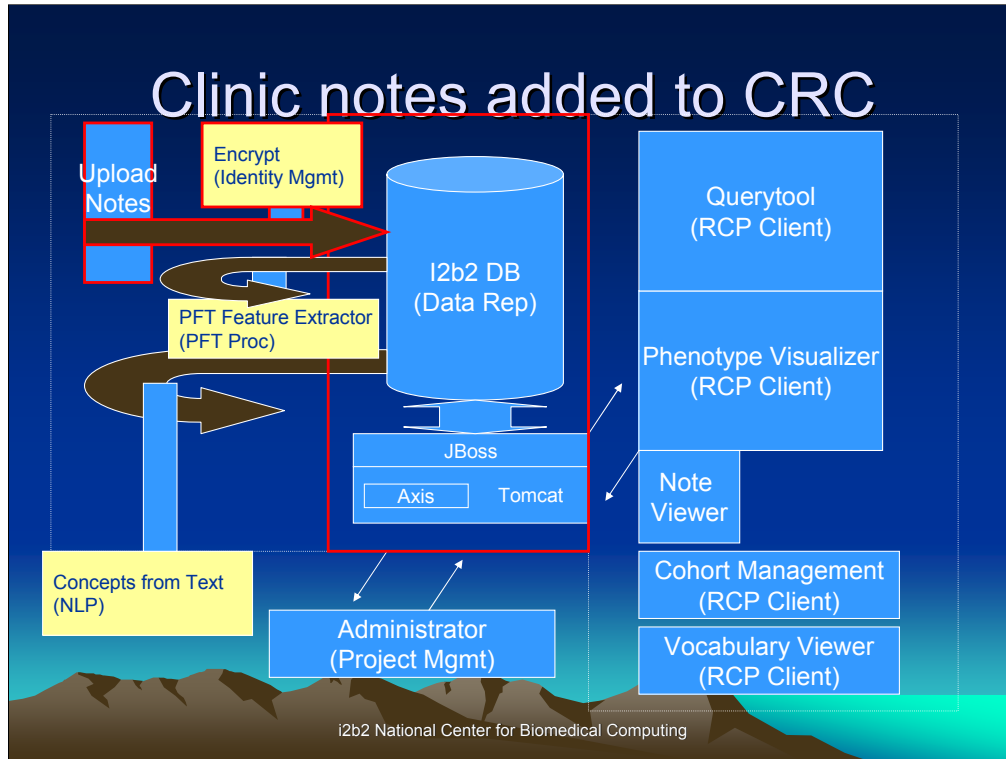 Clinic notes added to CRC
Upload
Notes
Encrypt
(Identity Mgmt)
I2b2 DB
(Data Rep)
PFT Feature Extractor
(PFT Proc)
JBoss
Axis
Tomcat
Concepts from Text
(NLP)
Administrator
(Project Mgmt)
Querytool
(RCP Client)
Phenotype Visualizer
(RCP Client)
Note
Viewer
Cohort Management
(RCP Client)
Vocabulary Viewer
(RCP Client)
i2b2 National Center for Biomedical Computing